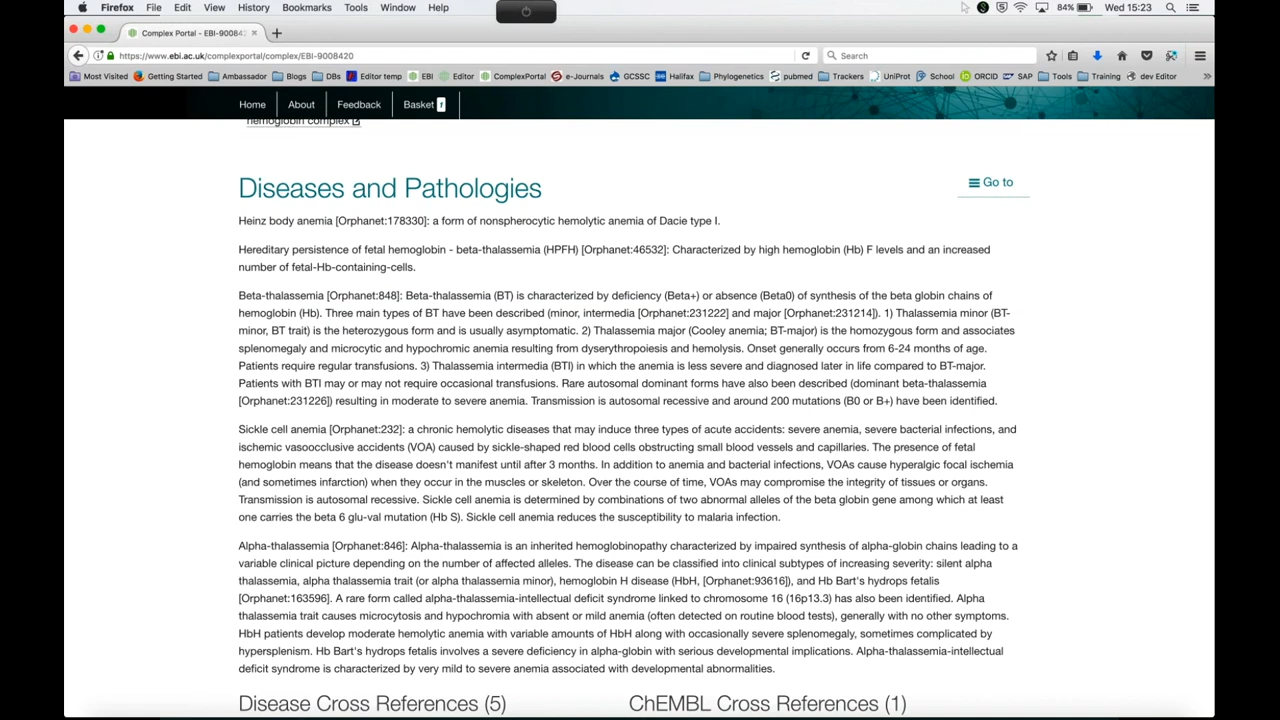 Firefox File Edit View History Bookmarks Tools Window Help 84% Wed 15:23
Complex Portal - EBI-90084
https://www.ebi.ac.uk/complexportal/complex/EBI-9008420 Search
Most Visited Getting Started Ambassador Blogs DBs Editor temp EBI Editor ComplexPortal e-Journals GCSSC Halifax Phylogenetics pubmed Trackers UniProt School ORCID SAP Tools Training dev Editor
Home About Feedback Basket 1
hemoglobin complex
Diseases and Pathologies
Go to
Heinz body anemia [Orphanet:178330]: a form of nonspherocytic hemolytic anemia of Dacie type I.
Hereditary persistence of fetal hemoglobin - beta-thalassemia (HPFH) [Orphanet:46532]: Characterized by high hemoglobin (Hb) F levels and an increased
number of fetal-Hb-containing-cells.
Beta-thalassemia [Orphanet:848]: Beta-thalassemia (BT) is characterized by deficiency (Beta+) or absence (Beta0) of synthesis of the beta globin chains of
hemoglobin (Hb). Three main types of BT have been described (minor, intermedia [Orphanet:231222] and major [Orphanet:231214]). 1) Thalassemia minor (BT-
minor, BT trait) is the heterozygous form and is usually asymptomatic. 2) Thalassemia major (Cooley anemia; BT-major) is the homozygous form and associates
splenomegaly and microcytic and hypochromic anemia resulting from dyserythropoiesis and hemolysis. Onset generally occurs from 6-24 months of age.
Patients require regular transfusions. 3) Thalassemia intermedia (BTI) in which the anemia is less severe and diagnosed later in life compared to BT-major.
Patients with BTI may or may not require occasional transfusions. Rare autosomal dominant forms have also been described (dominant beta-thalassemia
[Orphanet:231226]) resulting in moderate to severe anemia. Transmission is autosomal recessive and around 200 mutations (B0 or B+) have been identified.
Sickle cell anemia [Orphanet:232]: a chronic hemolytic diseases that may induce three types of acute accidents: severe anemia, severe bacterial infections, and
ischemic vasoocclusive accidents (VOA) caused by sickle-shaped red blood cells obstructing small blood vessels and capillaries. The presence of fetal
hemoglobin means that the disease doesn't manifest until after 3 months. In addition to anemia and bacterial infections, VOAs cause hyperalgic focal ischemia
(and sometimes infarction) when they occur in the muscles or skeleton. Over the course of time, VOAs may compromise the integrity of tissues or organs.
Transmission is autosomal recessive. Sickle cell anemia is determined by combinations of two abnormal alleles of the beta globin gene among which at least
one carries the beta 6 glu-val mutation (Hb S). Sickle cell anemia reduces the susceptibility to malaria infection.
Alpha-thalassemia [Orphanet:846]: Alpha-thalassemia is an inherited hemoglobinopathy characterized by impaired synthesis of alpha-globin chains leading to a
variable clinical picture depending on the number of affected alleles. The disease can be classified into clinical subtypes of increasing severity: silent alpha
thalassemia, alpha thalassemia trait (or alpha thalassemia minor), hemoglobin H disease (HbH, [Orphanet:93616]), and Hb Bart's hydrops fetalis
[Orphanet:163596]. A rare form called alpha-thalassemia-intellectual deficit syndrome linked to chromosome 16 (16p13.3) has also been identified. Alpha
thalassemia trait causes microcytosis and hypochromia with absent or mild anemia (often detected on routine blood tests), generally with no other symptoms.
HbH patients develop moderate hemolytic anemia with variable amounts of HbH along with occasionally severe splenomegaly, sometimes complicated by
hypersplenism. Hb Bart's hydrops fetalis involves a severe deficiency in alpha-globin with serious developmental implications. Alpha-thalassemia-intellectual
deficit syndrome is characterized by very mild to severe anemia associated with developmental abnormalities.
Disease Cross References (5) ChEMBL Cross References (1)